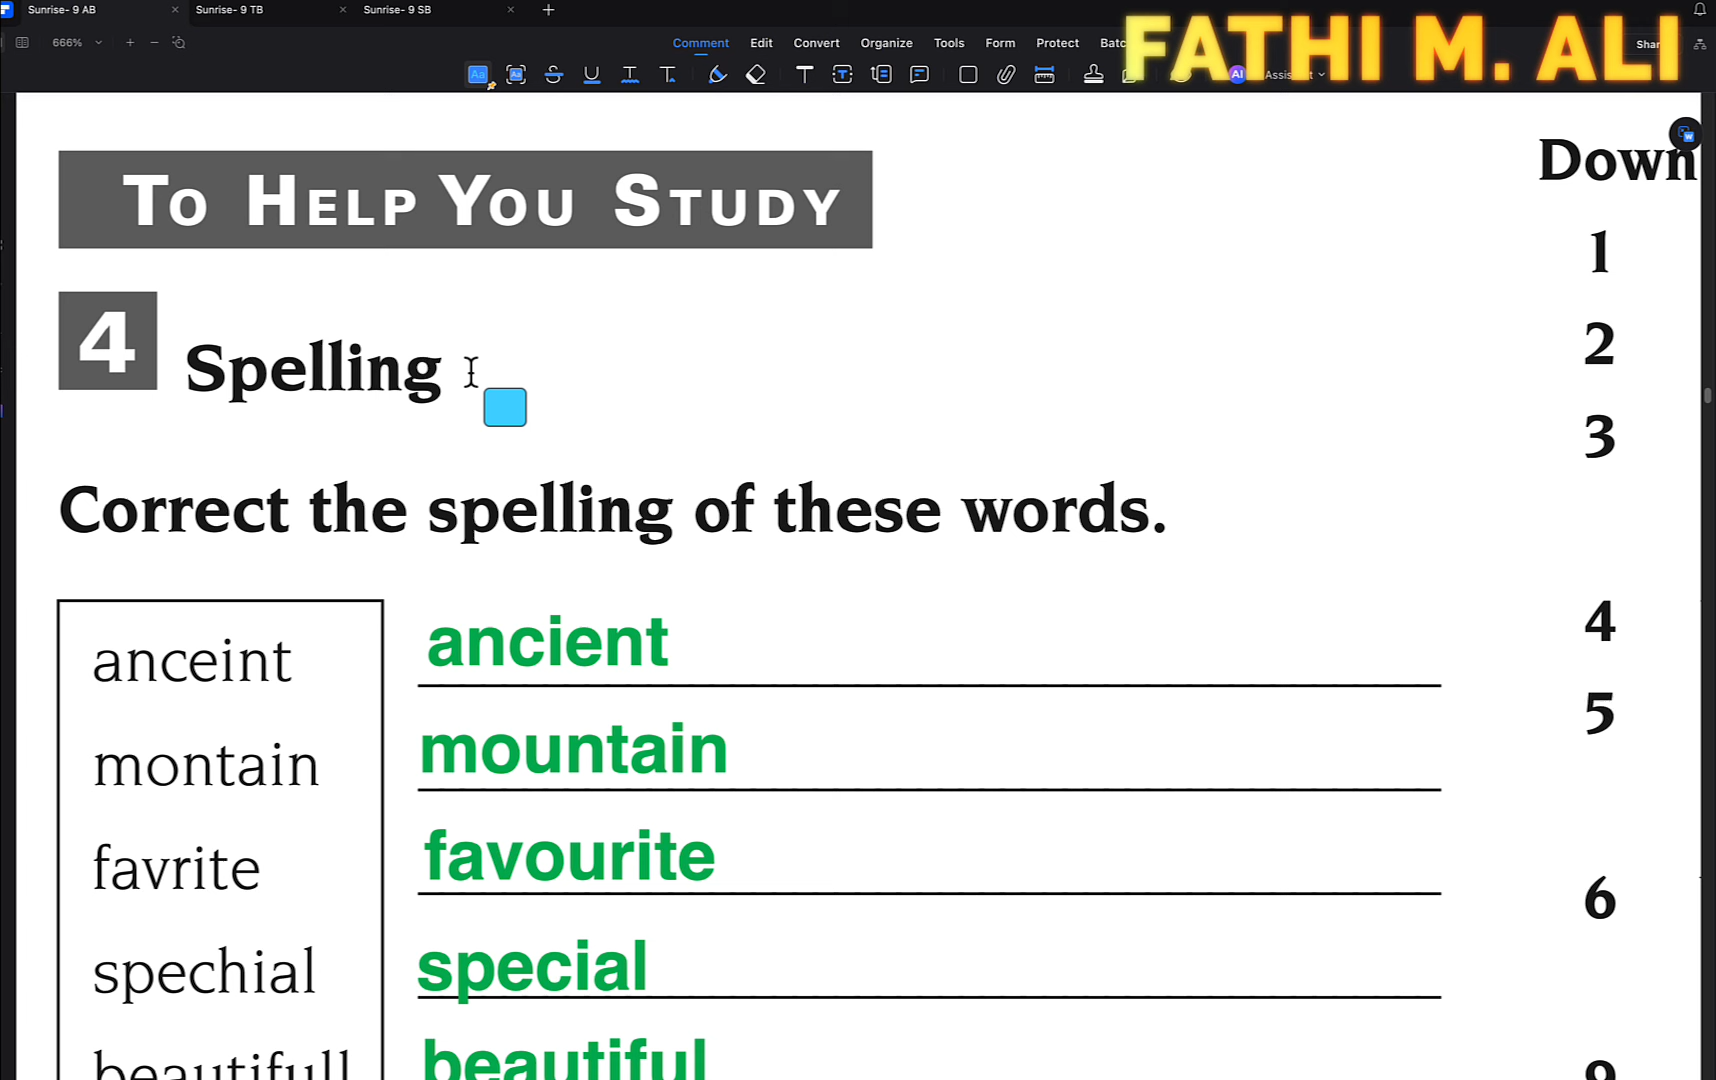 Sunrise- 9 AB
Sunrise- 9 TB
Sunrise- 9 SB
666%
Comment Edit Convert Organize Tools Form Protect
FATHI M. ALI
TO HELP YOU STUDY
4 Spelling
Correct the spelling of these words.
anceint ancient
montain mountain
favrite favourite
spechial special
beautifull beautiful
Down
1
2
3
4
5
6
9